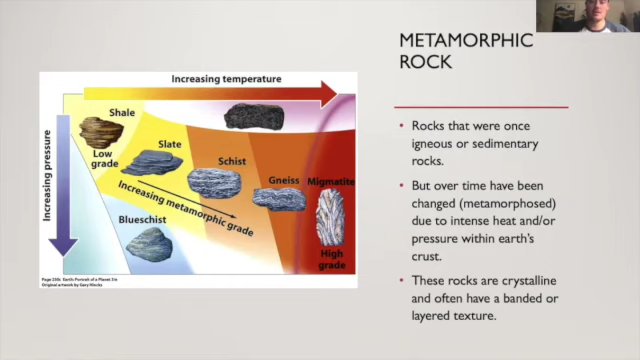 METAMORPHIC
ROCK
Increasing temperature
Increasing pressure
Shale
Low
grade
Slate
Schist
Gneiss
Migmatite
Increasing metamorphic grade
Blueschist
High
grade
Page 250c Earth: Portrait of a Planet 5/e
Original artwork by Gary Hincks
• Rocks that were once
igneous or sedimentary
rocks.
• But over time have been
changed (metamorphosed)
due to intense heat and/or
pressure within earth's
crust.
• These rocks are crystalline
and often have a banded or
layered texture.